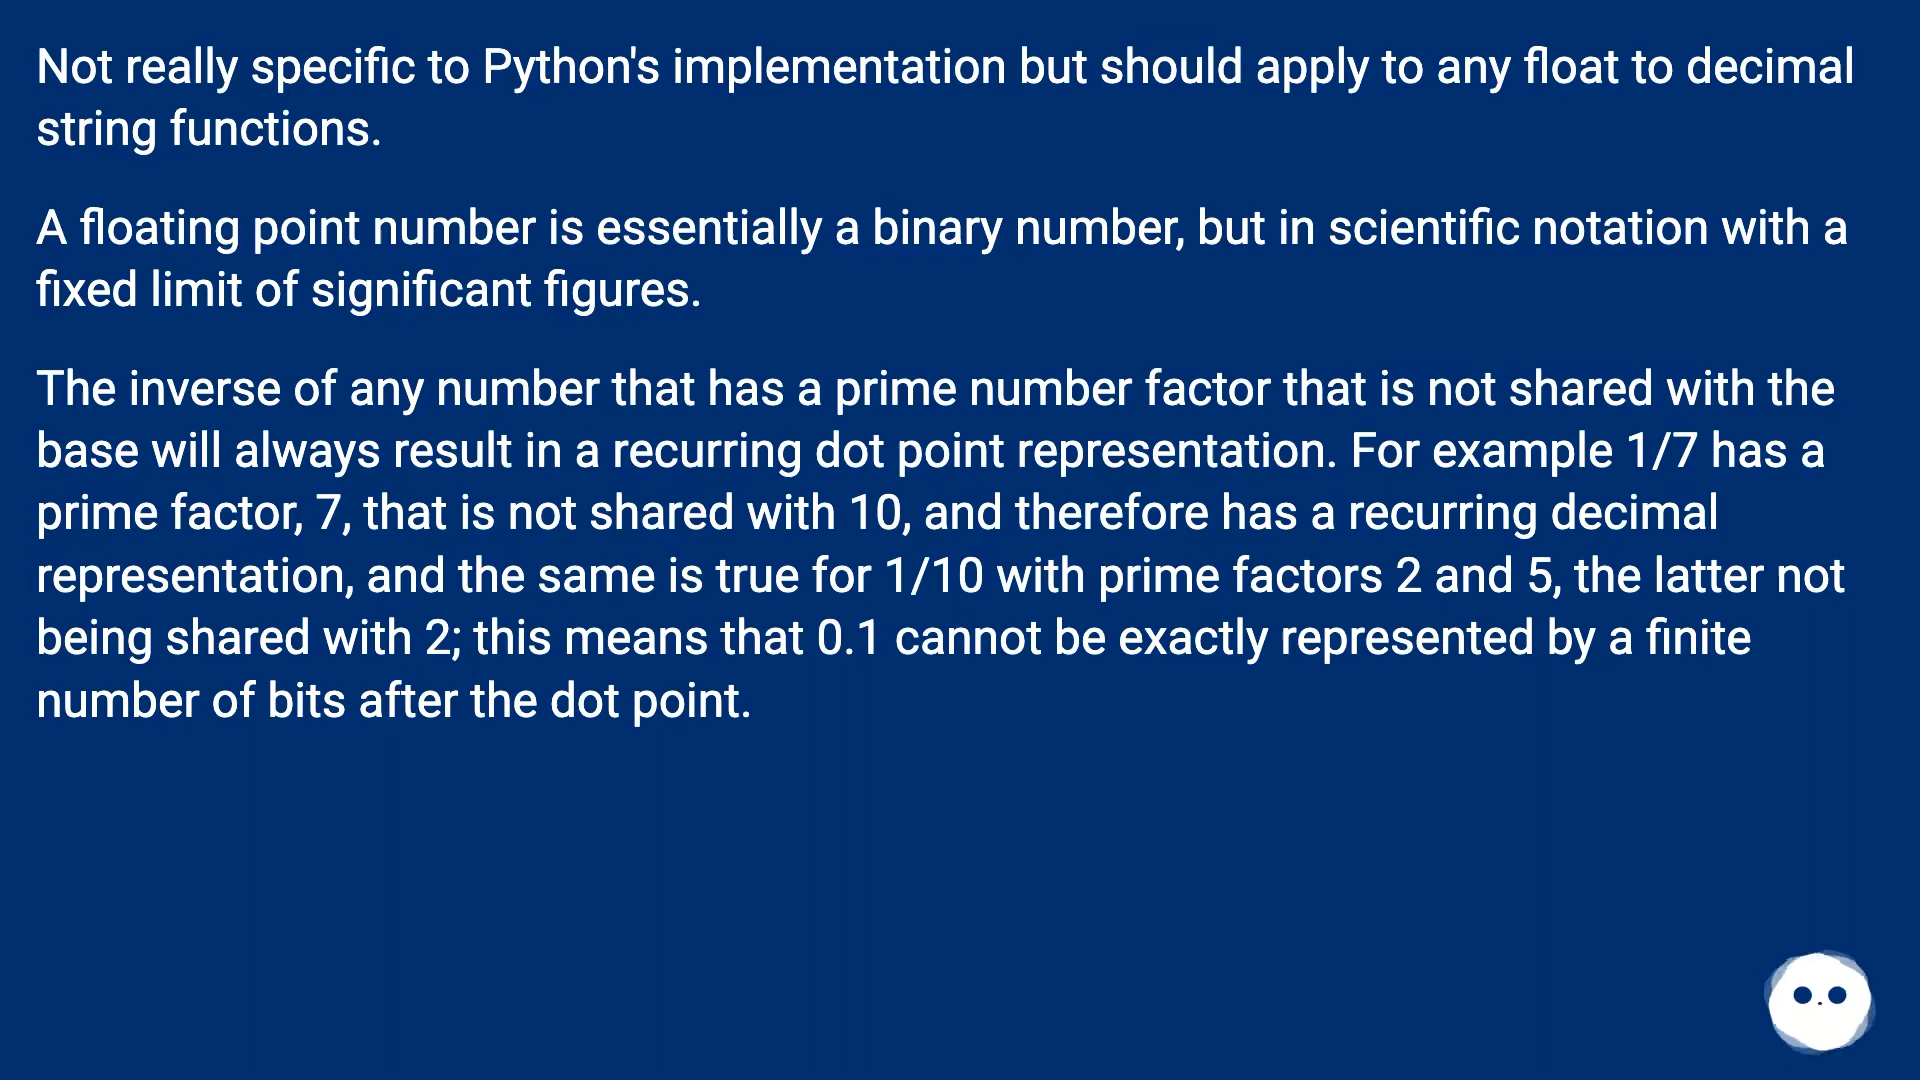 Not really specific to Python's implementation but should apply to any float to decimal
string functions.
A floating point number is essentially a binary number, but in scientific notation with a
fixed limit of significant figures.
The inverse of any number that has a prime number factor that is not shared with the
base will always result in a recurring dot point representation. For example 1/7 has a
prime factor, 7, that is not shared with 10, and therefore has a recurring decimal
representation, and the same is true for 1/10 with prime factors 2 and 5, the latter not
being shared with 2; this means that 0.1 cannot be exactly represented by a finite
number of bits after the dot point.